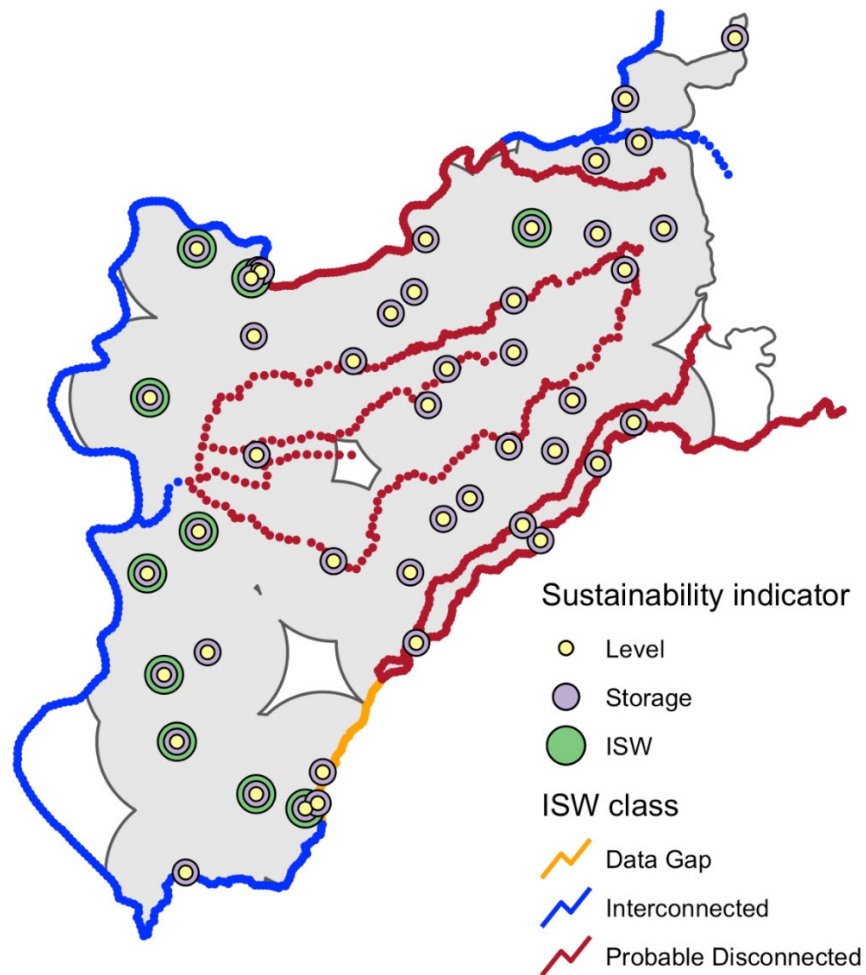 Sustainability indicator
Level
Storage
ISW
ISW class
Data Gap
Interconnected
Probable Disconnected